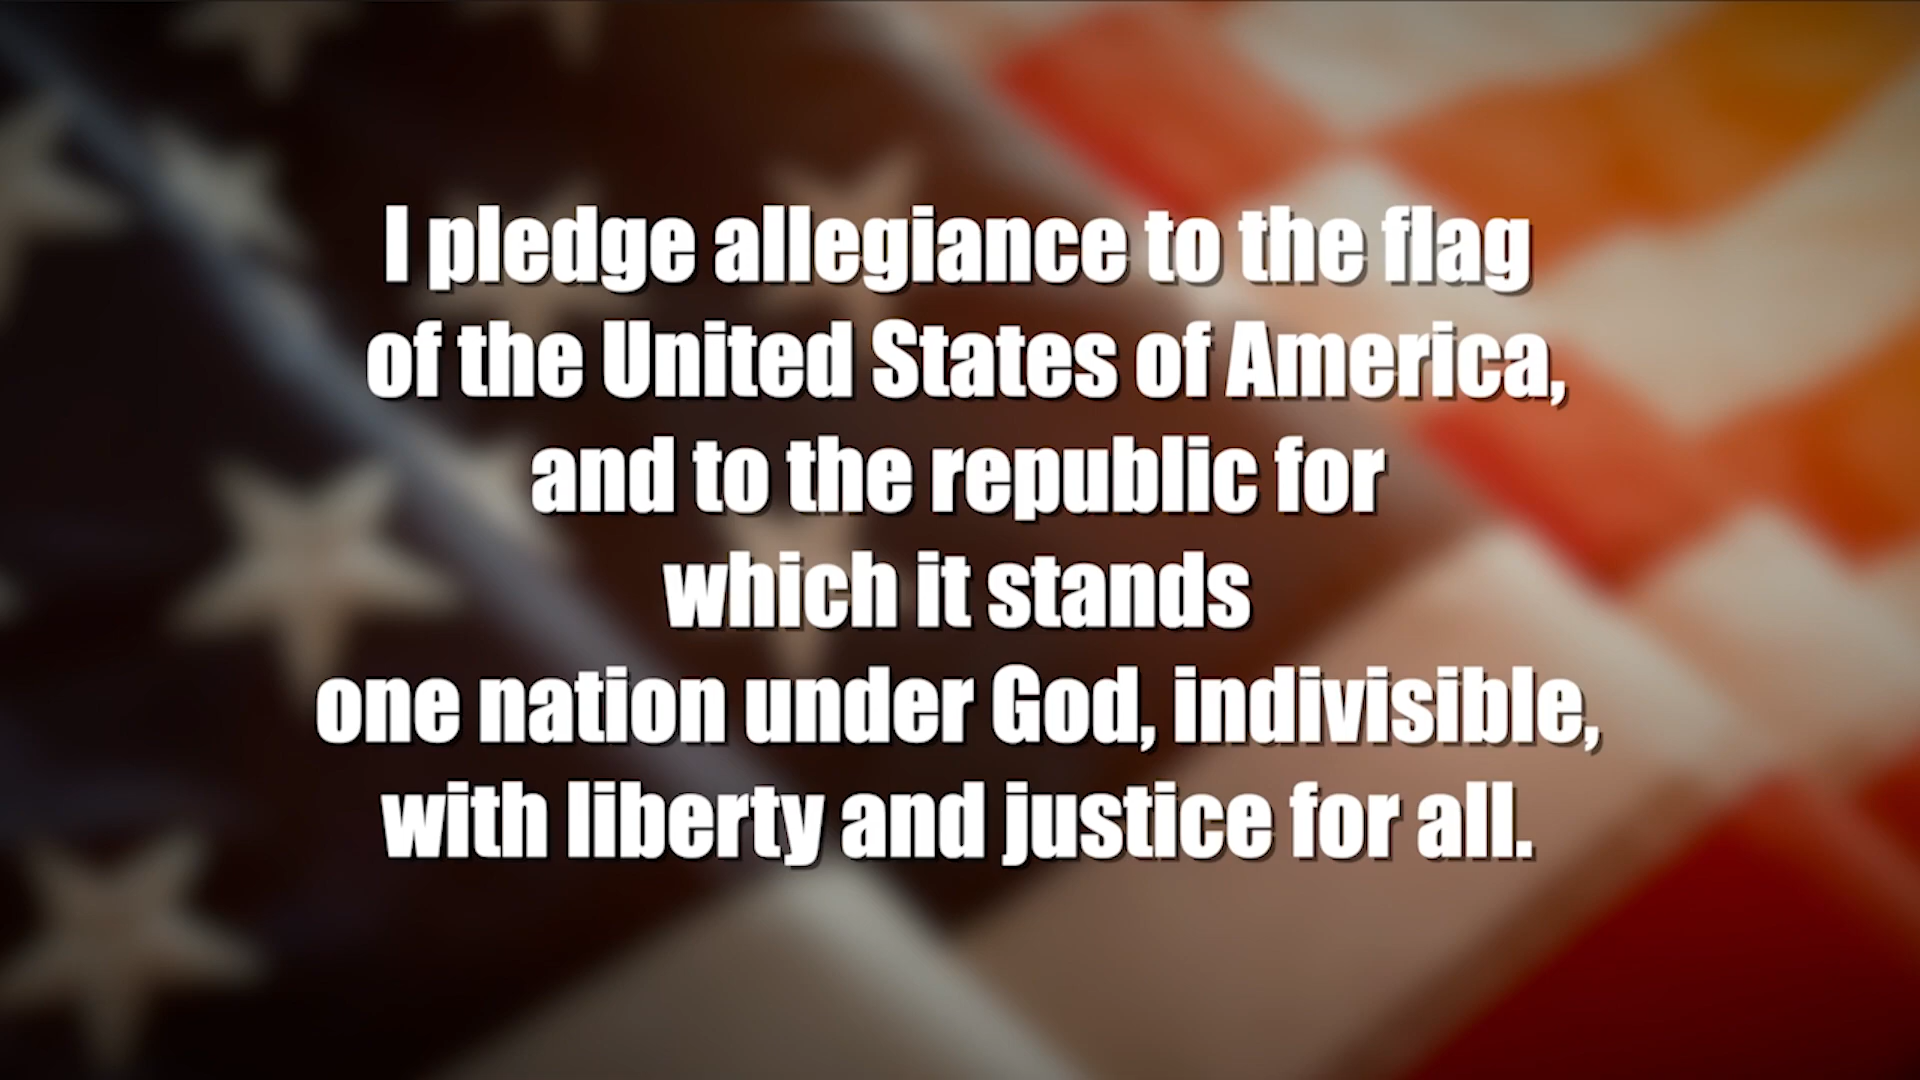 I pledge allegiance to the flag
of the United States of America,
and to the republic for
which it stands
one nation under God, indivisible,
with liberty and justice for all.